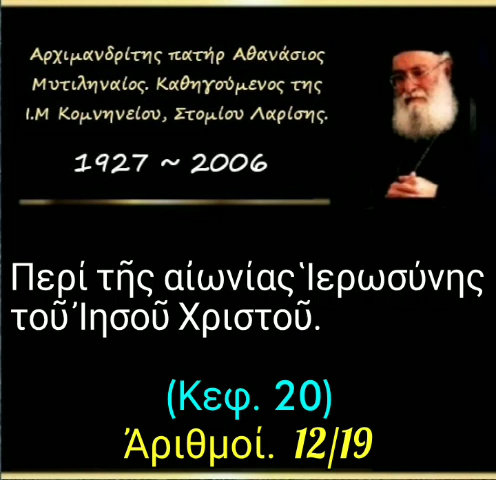 Αρχιμανδρίτης πατήρ Αθανάσιος
Μυτιληναίος. Καθηγούμενος της
Ι.Μ Κομνηνείου, Στομίου Λαρίσης.
1927 ~ 2006
Περί τῆς αἰωνίας Ἱερωσύνης
τοῦ Ἰησοῦ Χριστοῦ.
(Κεφ. 20)
Ἀριθμοί. 12/19